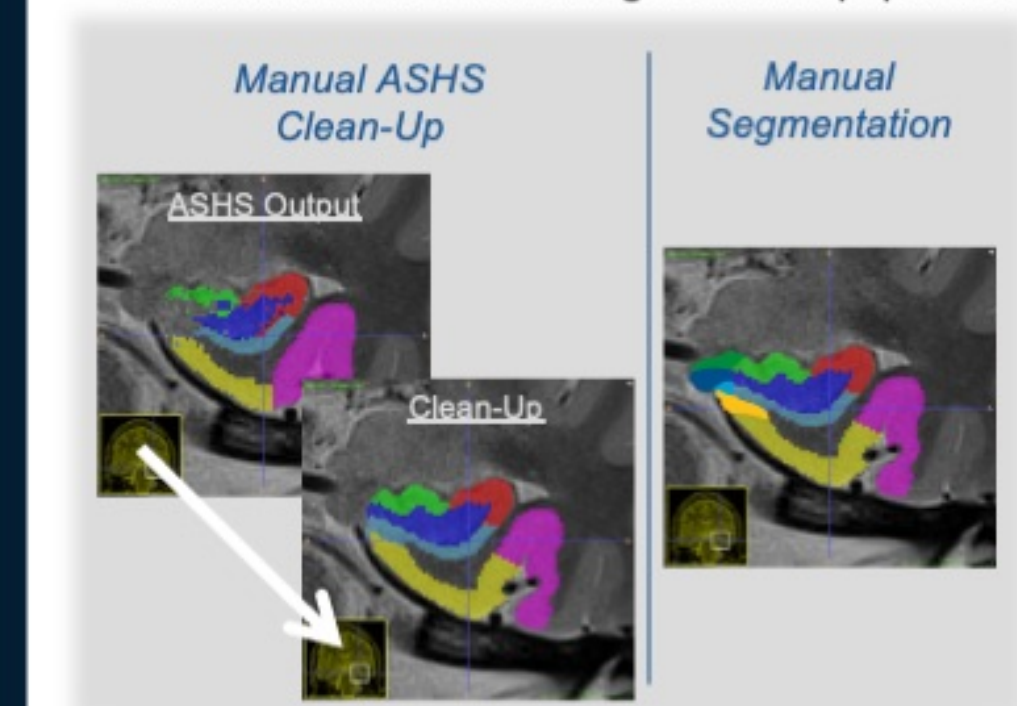 Manual ASHS
Clean-Up
Manual
Segmentation
ASHS Output
Clean-Up